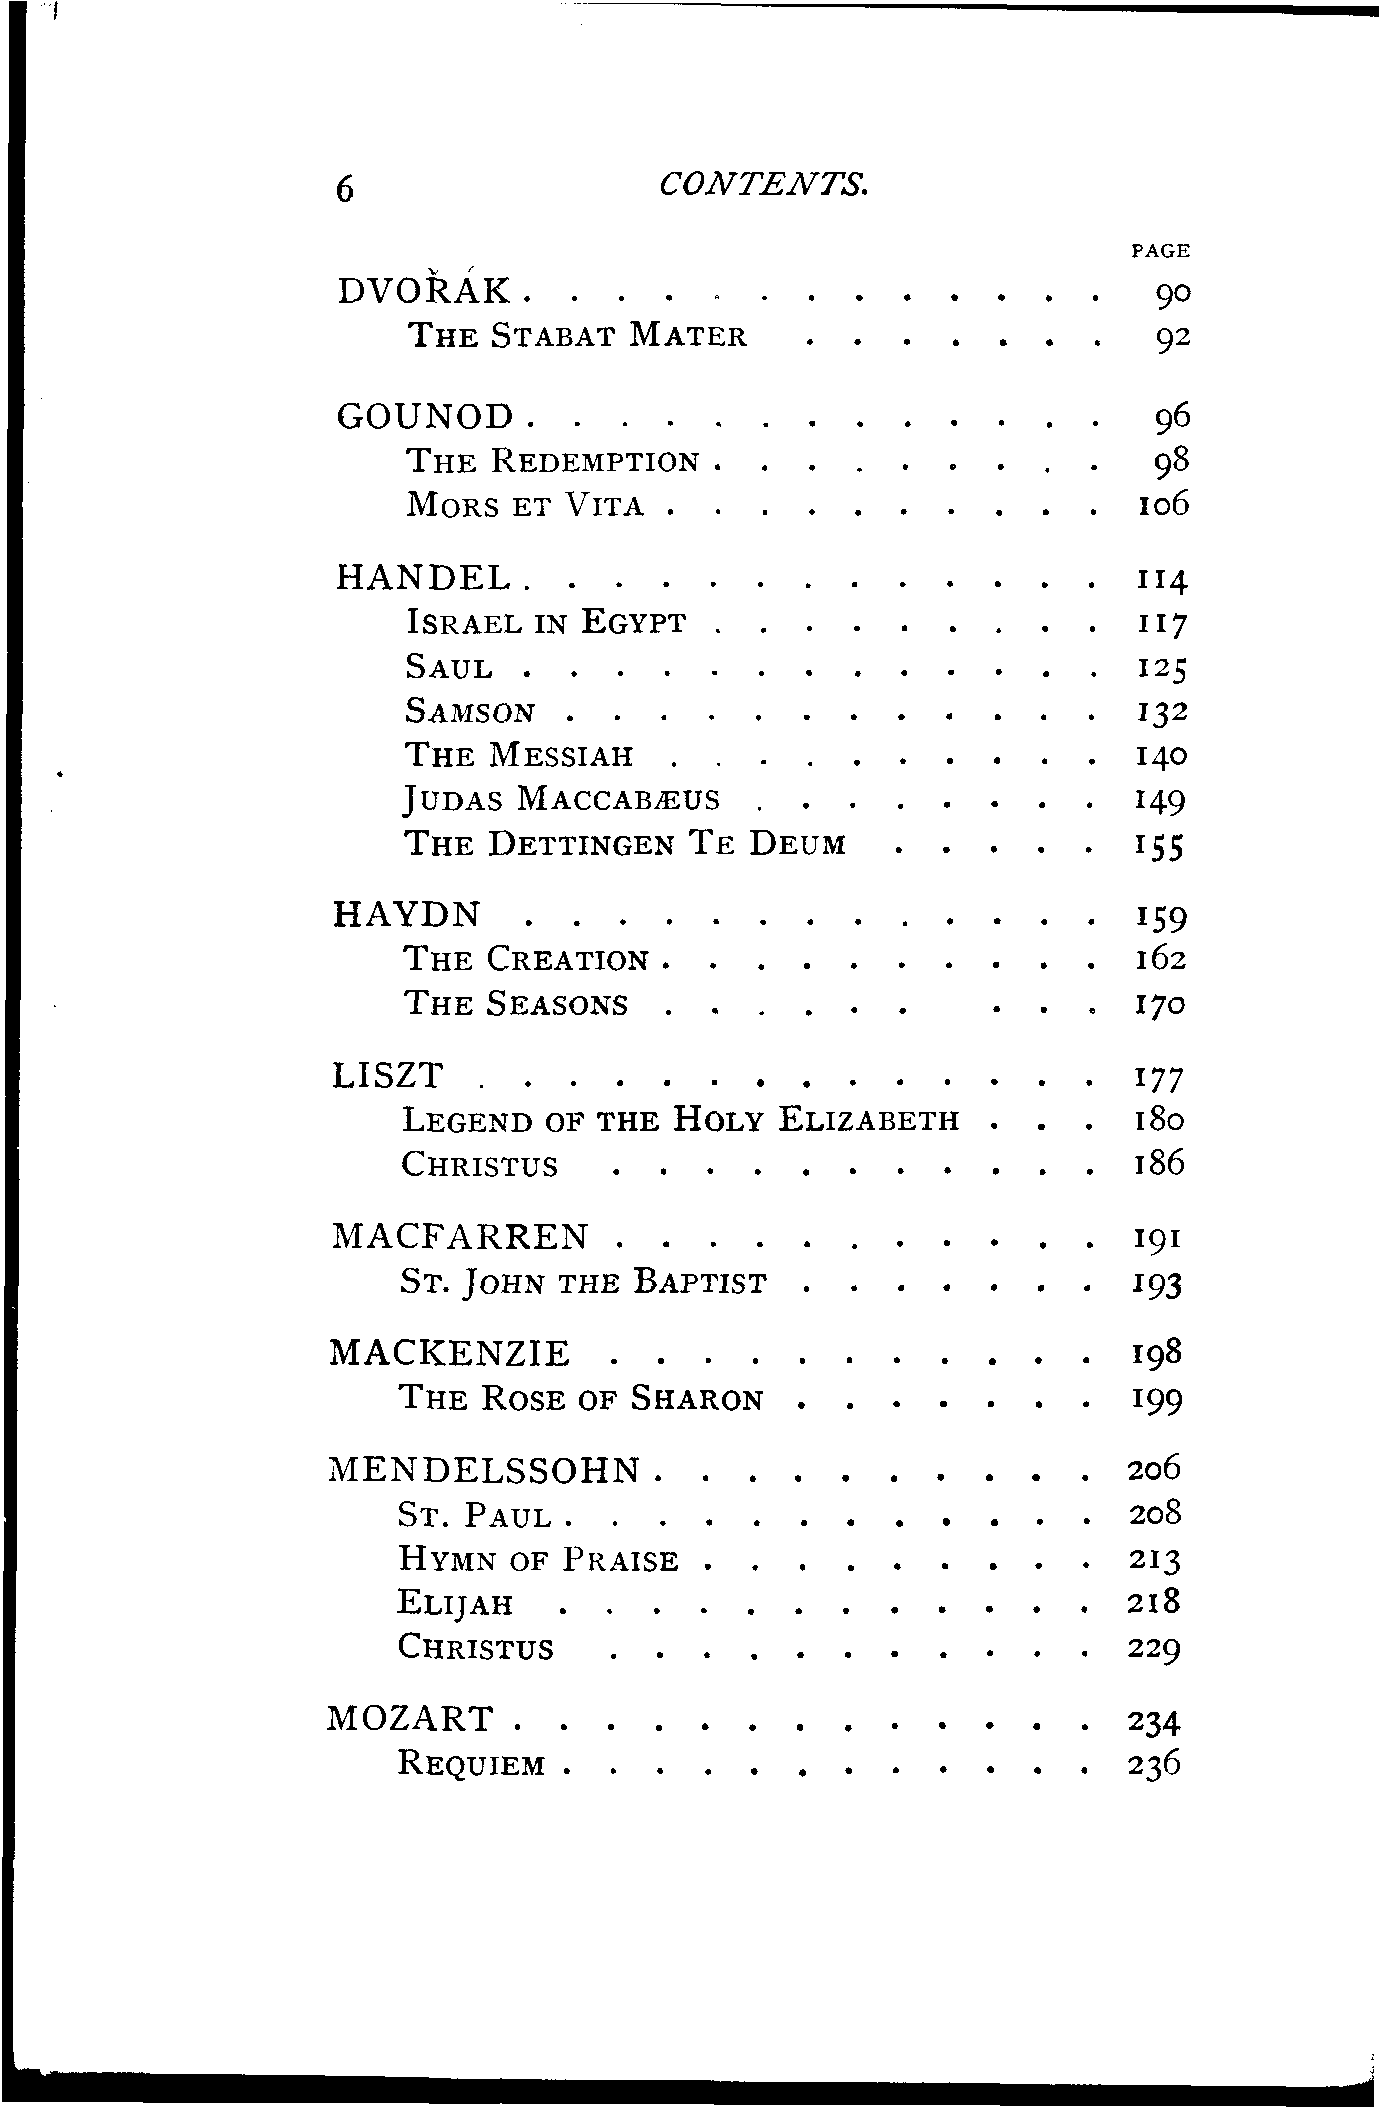 6 CONTENTS.
PAGE
DVOŘÁK . . . . . . . . . . . . . 90
THE STABAT MATER . . . . . . . 92
GOUNOD . . . . . . . . . . . . . 96
THE REDEMPTION . . . . . . . . . 98
MORS ET VITA . . . . . . . . . . 106
HANDEL . . . . . . . . . . . . . 114
ISRAEL IN EGYPT . . . . . . . . . 117
SAUL . . . . . . . . . . . . . 125
SAMSON . . . . . . . . . . . . 132
THE MESSIAH . . . . . . . . . . 140
JUDAS MACCABÆUS . . . . . . . . 149
THE DETTINGEN TE DEUM . . . . . 155
HAYDN . . . . . . . . . . . . . 159
THE CREATION . . . . . . . . . . 162
THE SEASONS . . . . . . . . . 170
LISZT . . . . . . . . . . . . . . 177
LEGEND OF THE HOLY ELIZABETH . . . 180
CHRISTUS . . . . . . . . . . . 186
MACFARREN . . . . . . . . . . . 191
ST. JOHN THE BAPTIST . . . . . . . 193
MACKENZIE . . . . . . . . . . . 198
THE ROSE OF SHARON . . . . . . . 199
MENDELSSOHN . . . . . . . . . . 206
ST. PAUL . . . . . . . . . . . . 208
HYMN OF PRAISE . . . . . . . . . 213
ELIJAH . . . . . . . . . . . . 218
CHRISTUS . . . . . . . . . . . 229
MOZART . . . . . . . . . . . . . 234
REQUIEM . . . . . . . . . . . . 236